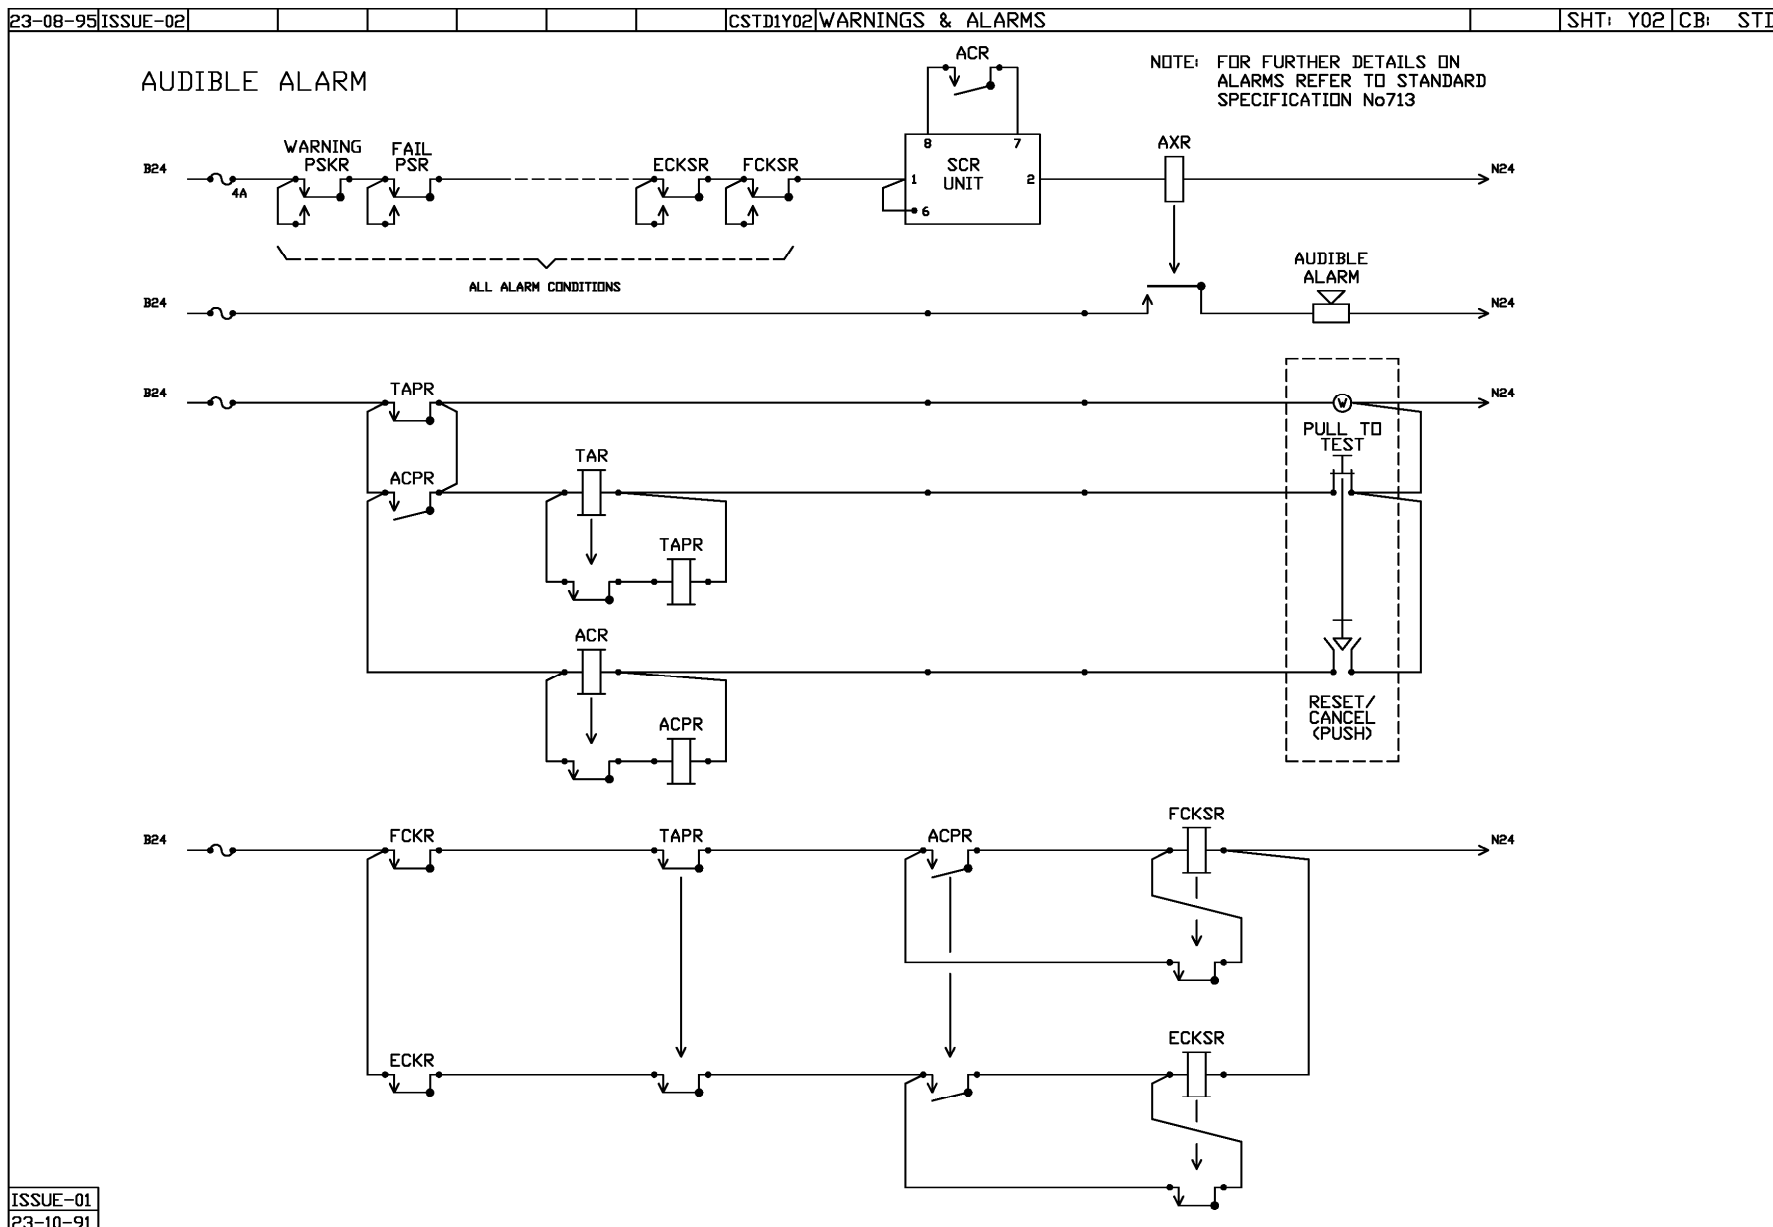 23-08-95 ISSUE-02 CSTD1Y02 WARNINGS & ALARMS SHT: Y02 CB: STD
AUDIBLE ALARM
ACR
NOTE: FOR FURTHER DETAILS ON
ALARMS REFER TO STANDARD
SPECIFICATION No713
WARNING
PSKR
FAIL
PSR
ECKSR
FCKSR
8
7
SCR
UNIT
1
2
6
AXR
B24
4A
N24
ALL ALARM CONDITIONS
AUDIBLE
ALARM
B24
N24
B24
TAPR
W
N24
PULL TO
TEST
ACPR
TAR
TAPR
ACR
ACPR
RESET/
CANCEL
(PUSH)
B24
FCKR
TAPR
ACPR
FCKSR
N24
ECKR
ECKSR
ISSUE-01
23-10-91